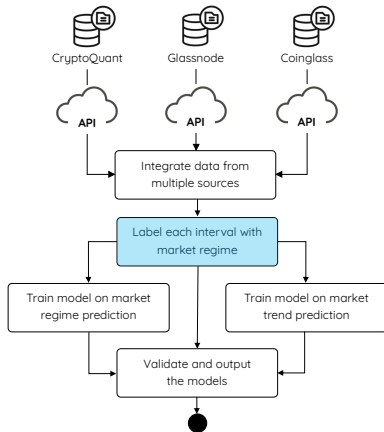 CryptoQuant
Glassnode
Coinglass
API
API
API
Integrate data from
multiple sources
Label each interval with
market regime
Train model on market
regime prediction
Train model on market
trend prediction
Validate and output
the models